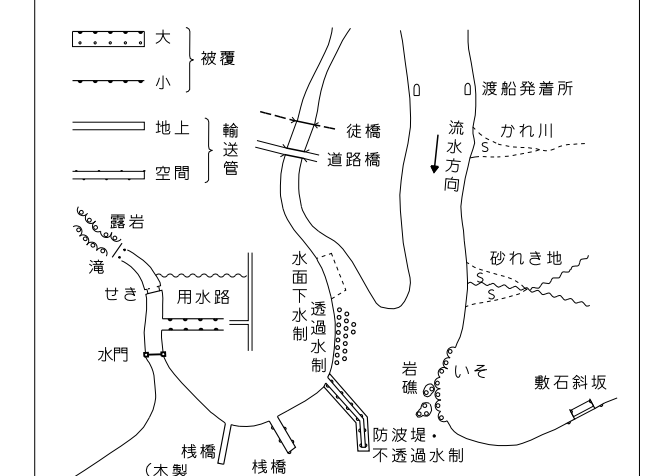 大
小
被覆
地上
空間
輸送管
徒橋
道路橋
渡船発着所
流水方向
かれ川
S
露岩
滝
せき
用水路
水門
水面下水制
透過水制
砂れき地
S
S
岩礁
いそ
敷石斜坂
桟橋
(木製
桟橋
防波堤・
不透過水制